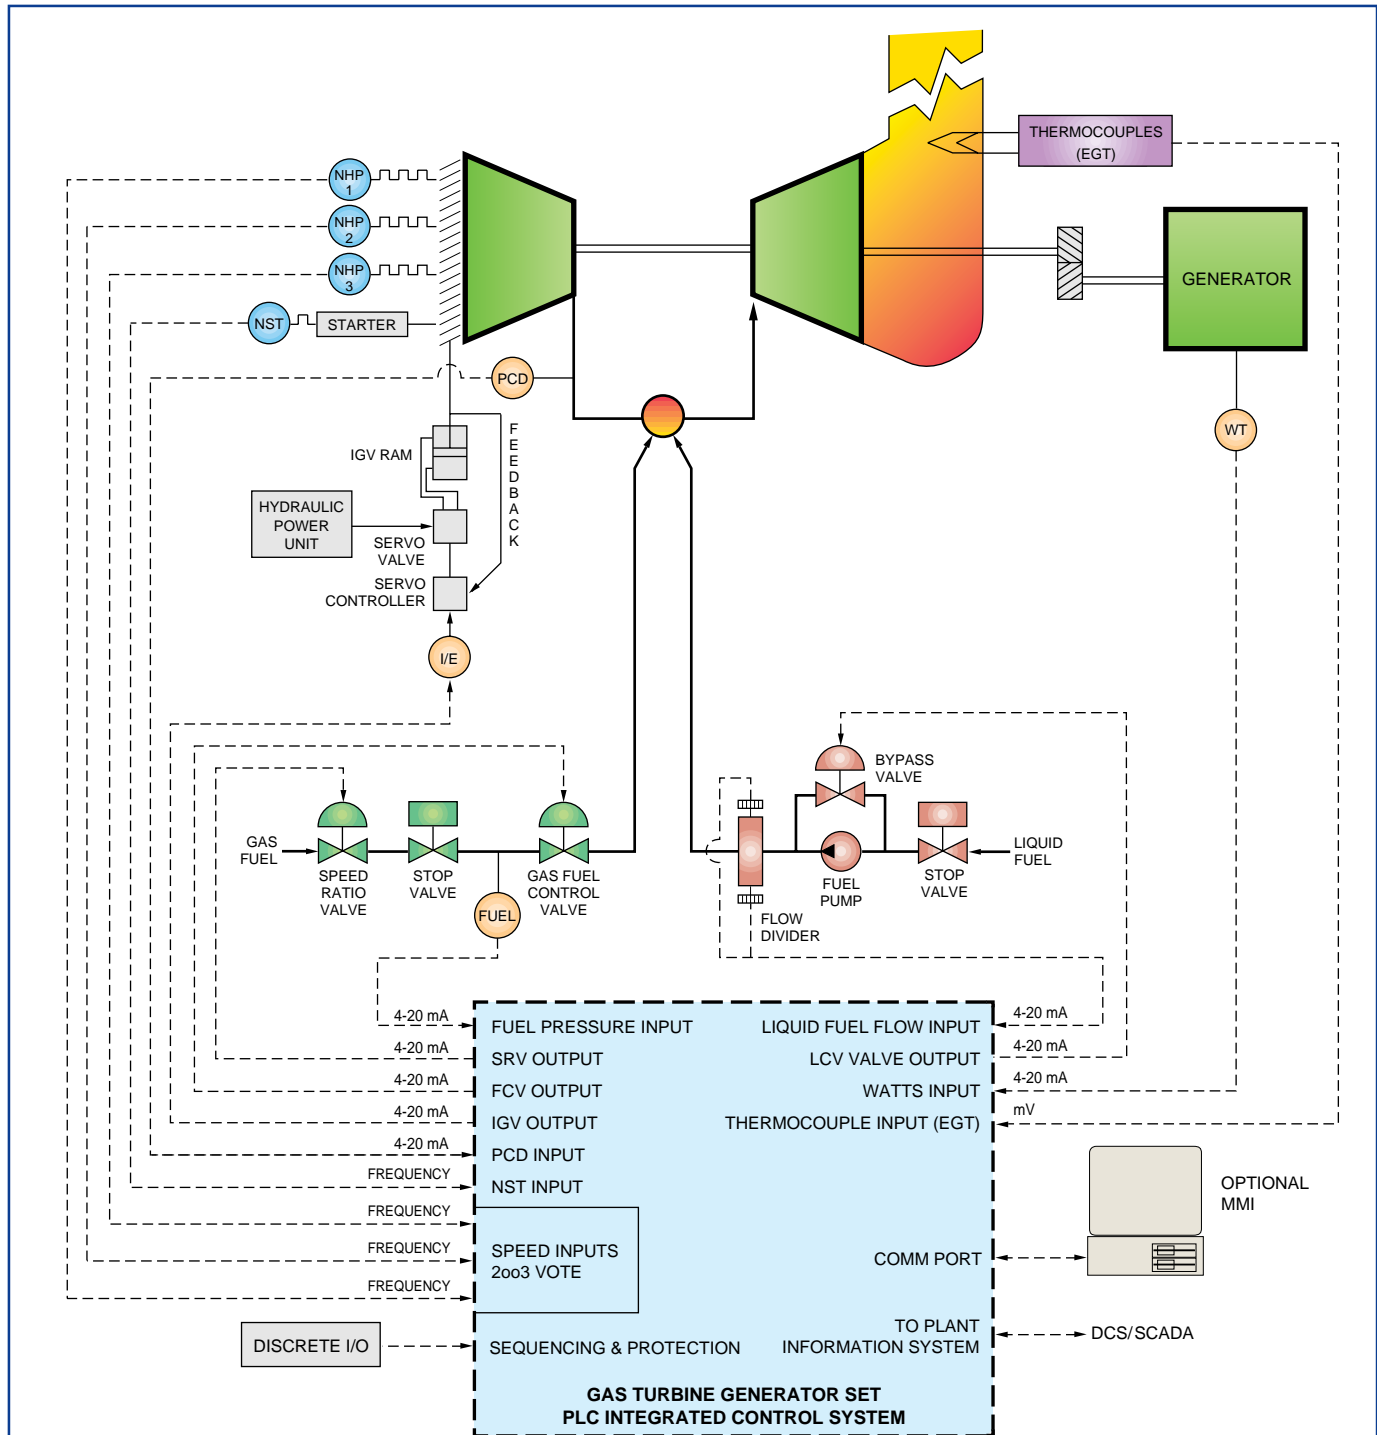 THERMOCOUPLES
(EGT)
NHP
1
NHP
2
NHP
3
NST
STARTER
GENERATOR
PCD
WT
FEEDBACK
IGV RAM
HYDRAULIC
POWER
UNIT
SERVO
VALVE
SERVO
CONTROLLER
I/E
BYPASS
VALVE
GAS
FUEL
SPEED
RATIO
VALVE
STOP
VALVE
GAS FUEL
CONTROL
VALVE
FUEL
LIQUID
FUEL
FUEL
PUMP
STOP
VALVE
FLOW
DIVIDER
4-20 mA
FUEL PRESSURE INPUT
4-20 mA
SRV OUTPUT
4-20 mA
FCV OUTPUT
4-20 mA
IGV OUTPUT
4-20 mA
PCD INPUT
FREQUENCY
NST INPUT
FREQUENCY
FREQUENCY
FREQUENCY
SPEED INPUTS
2oo3 VOTE
LIQUID FUEL FLOW INPUT
4-20 mA
LCV VALVE OUTPUT
4-20 mA
WATTS INPUT
4-20 mA
THERMOCOUPLE INPUT (EGT)
mV
OPTIONAL
MMI
COMM PORT
TO PLANT
INFORMATION SYSTEM
DCS/SCADA
DISCRETE I/O
SEQUENCING & PROTECTION
GAS TURBINE GENERATOR SET
PLC INTEGRATED CONTROL SYSTEM